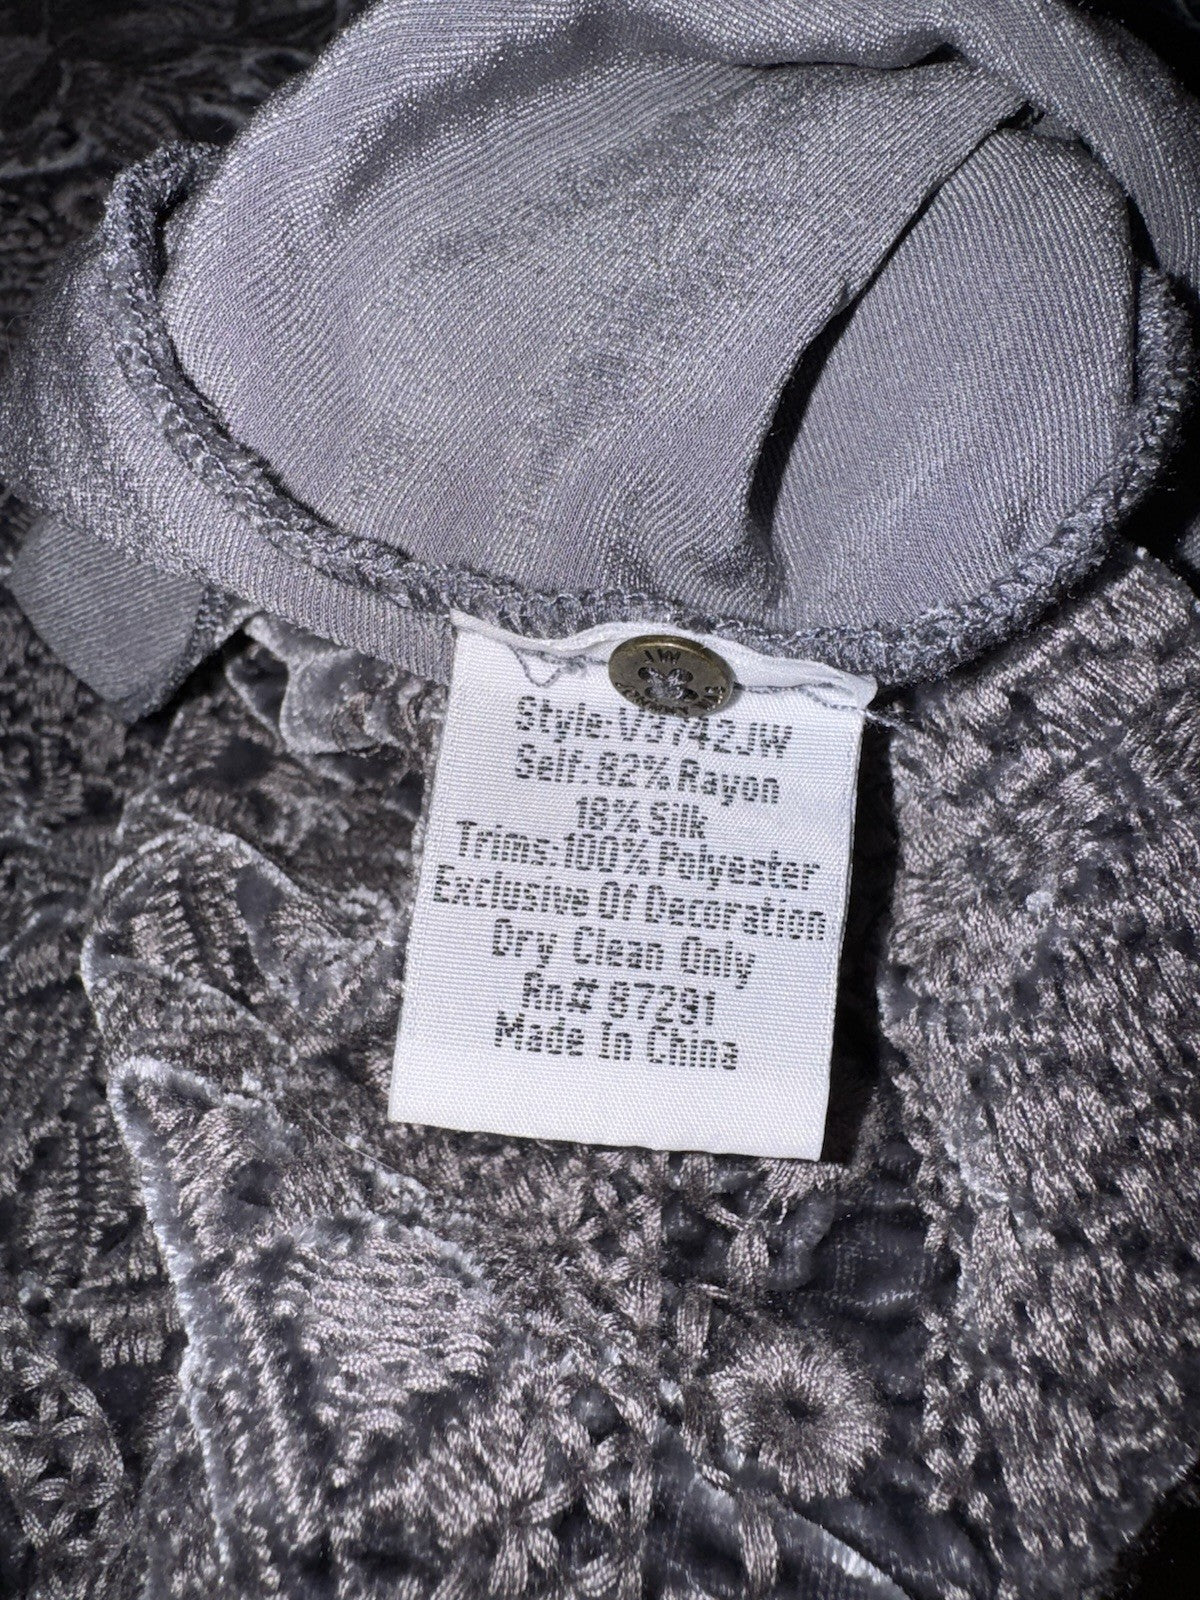 JW
Style:V3742JW
Self:82% Rayon
18% Silk
Trims:100% Polyester
Exclusive Of Decoration
Dry Clean Only
Rn# 87291
Made In China